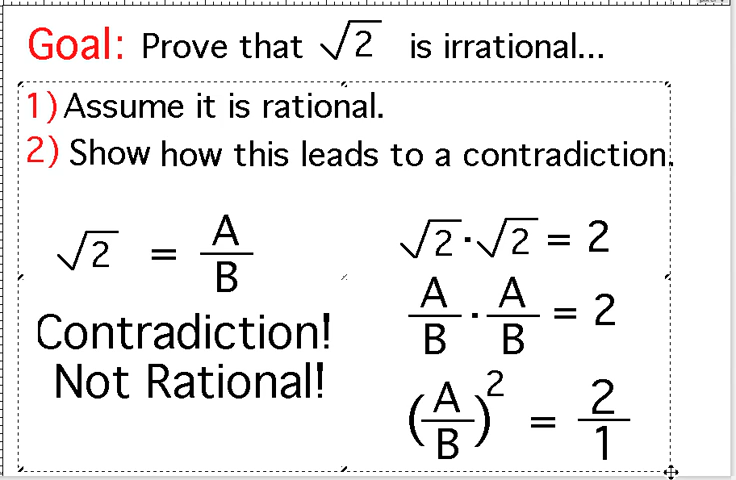 Goal: Prove that √2 is irrational...
1) Assume it is rational.
2) Show how this leads to a contradiction.
√2 = A/B
Contradiction!
Not Rational!
√2 · √2 = 2
A/B · A/B = 2
(A/B)² = 2/1